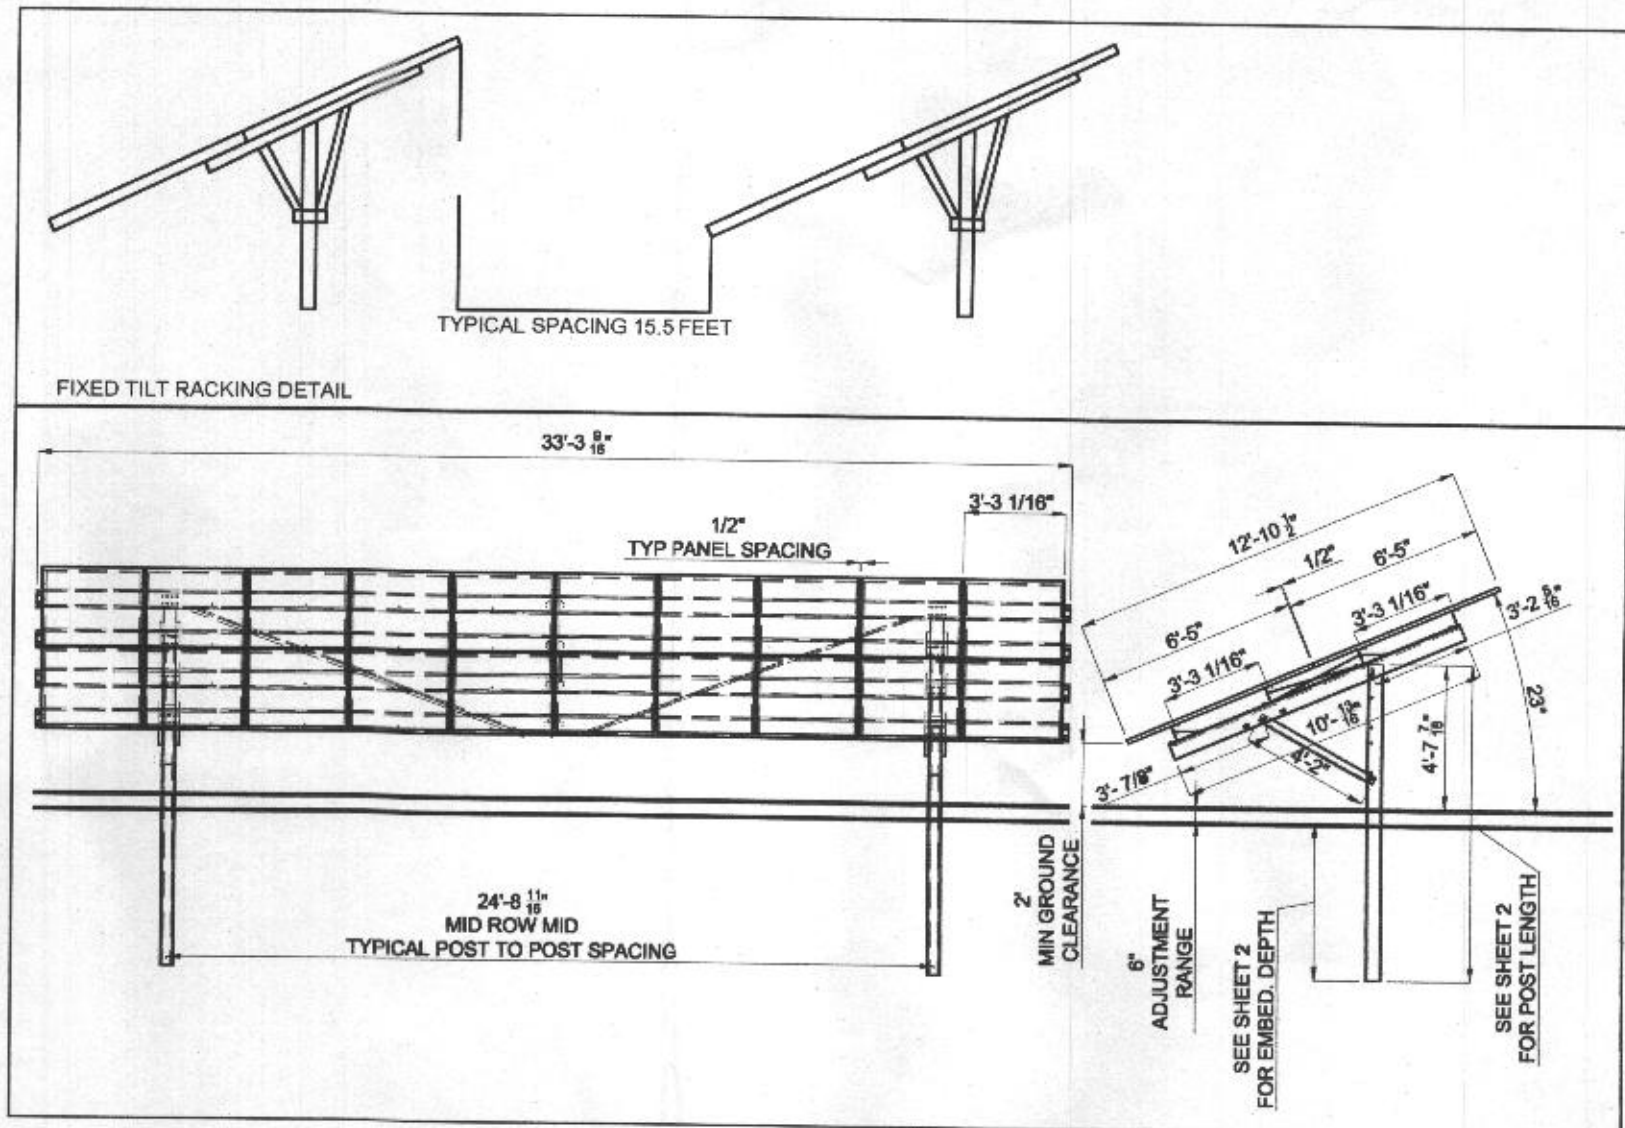 TYPICAL SPACING 15.5 FEET
FIXED TILT RACKING DETAIL
33'-3 9/16"
3'-3 1/16"
1/2"
TYP PANEL SPACING
24'-8 11/16"
MID ROW MID
TYPICAL POST TO POST SPACING
2'
MIN GROUND
CLEARANCE
12'-10 1/2"
1/2"
6'-5"
6'-5"
3'-3 1/16"
3'-3 1/16"
3'-2 5/16"
10'- 13/16"
4'-2"
3'- 7/8"
4'-7 7/16"
23°
6"
ADJUSTMENT
RANGE
SEE SHEET 2
FOR EMBED. DEPTH
SEE SHEET 2
FOR POST LENGTH